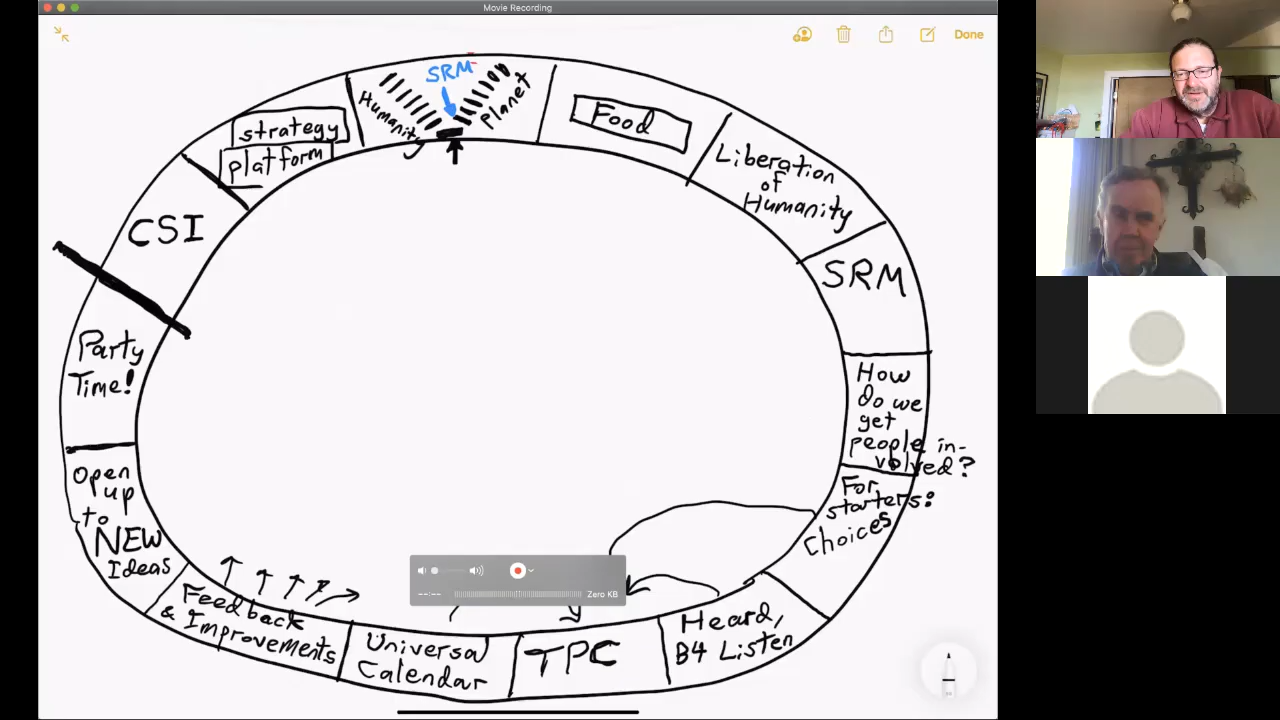 Movie Recording
Done
SRM
Humanity
Planet
Food
Liberation
of
Humanity
SRM
How
do we
get
people in-
volved?
For
starters:
Choices
Heard,
B4 Listen
TPC
Universal
Calendar
Feedback
& Improvements
Open
up
to
NEW
Ideas
Party
Time!
CSI
strategy
platform
--:--
Zero KB